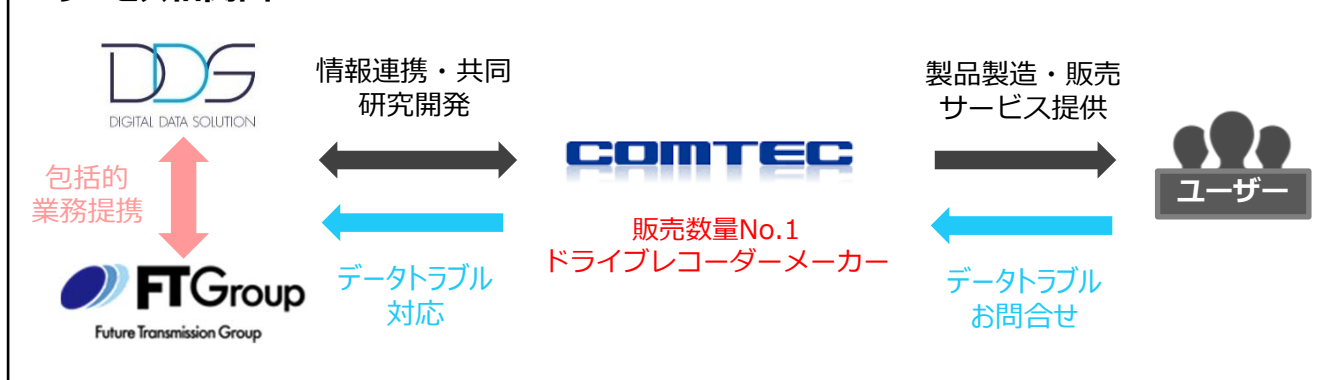 DDS
DIGITAL DATA SOLUTION
情報連携・共同
研究開発
製品製造・販売
サービス提供
包括的
業務提携
COMTEC
ユーザー
販売数量No.1
ドライブレコーダーメーカー
FTGroup
Future Transmission Group
データトラブル
対応
データトラブル
お問合せ